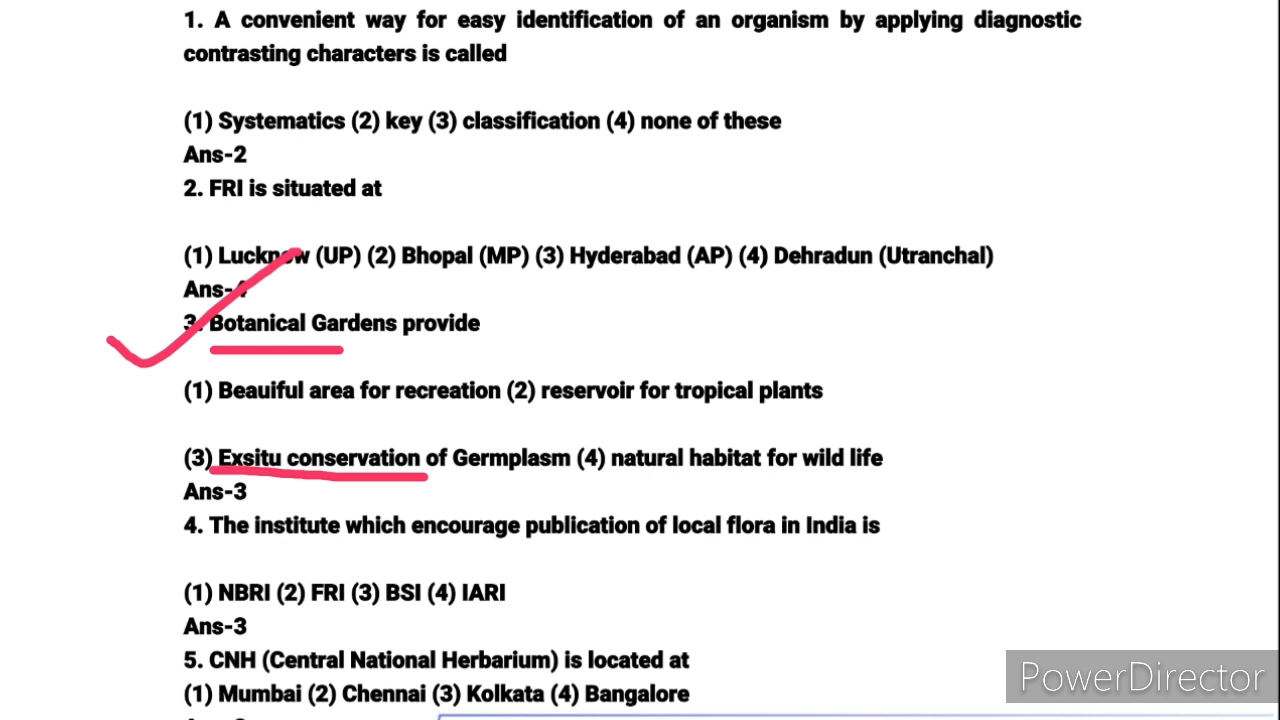 1. A convenient way for easy identification of an organism by applying diagnostic
contrasting characters is called
(1) Systematics (2) key (3) classification (4) none of these
Ans-2
2. FRI is situated at
(1) Lucknow (UP) (2) Bhopal (MP) (3) Hyderabad (AP) (4) Dehradun (Utranchal)
Ans-4
3. Botanical Gardens provide
(1) Beauiful area for recreation (2) reservoir for tropical plants
(3) Exsitu conservation of Germplasm (4) natural habitat for wild life
Ans-3
4. The institute which encourage publication of local flora in India is
(1) NBRI (2) FRI (3) BSI (4) IARI
Ans-3
5. CNH (Central National Herbarium) is located at
(1) Mumbai (2) Chennai (3) Kolkata (4) Bangalore
PowerDirector